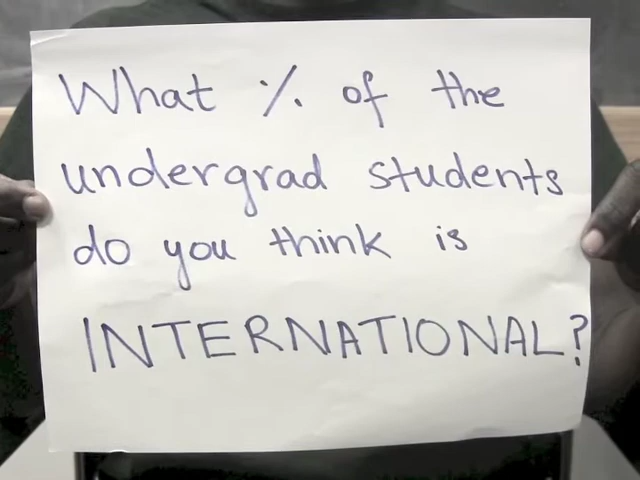 What % of the
undergrad students
do you think is
INTERNATIONAL?